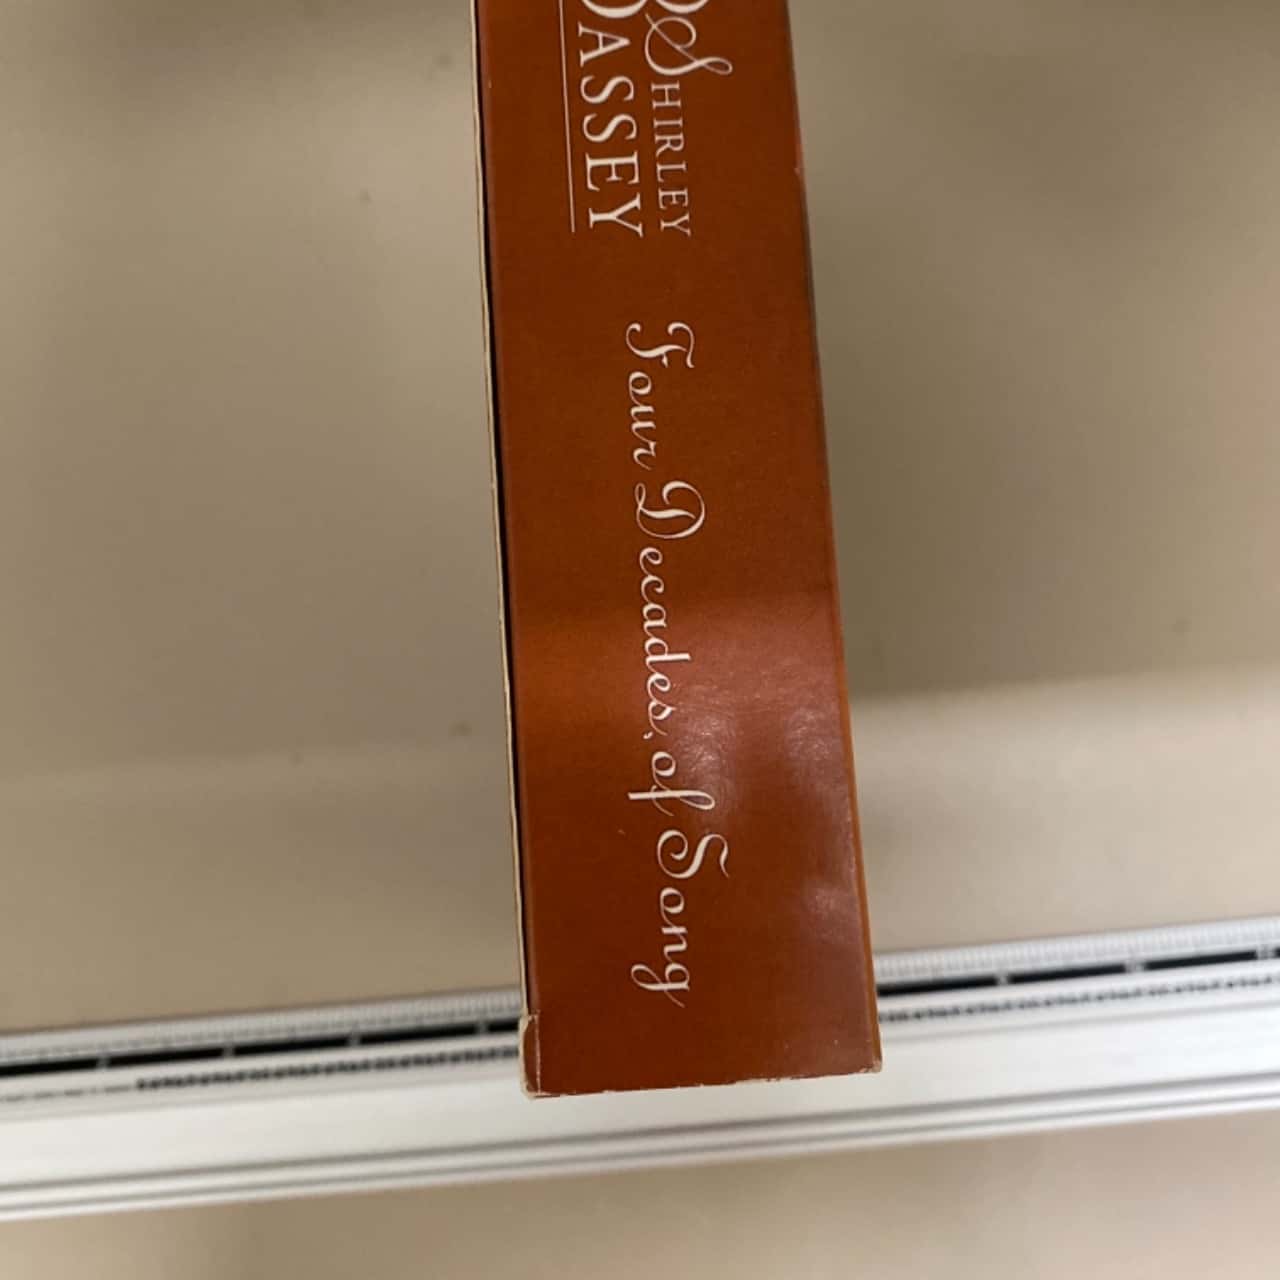 SHIRLEY
BASSEY
Four Decades of Song